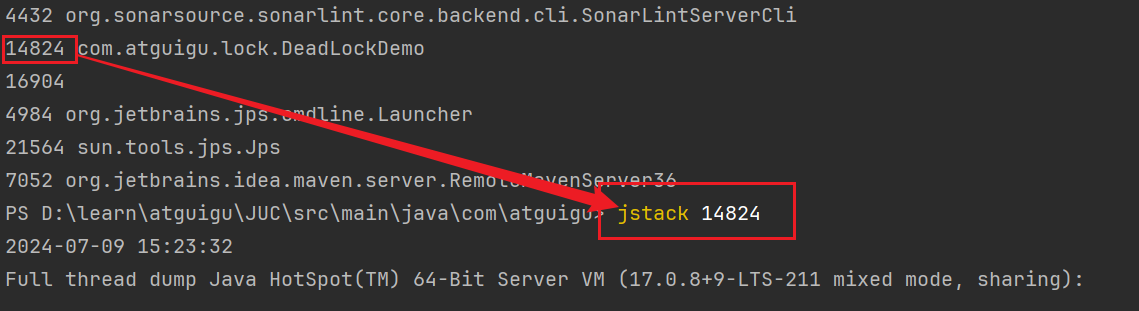 4432 org.sonarsource.sonarlint.core.backend.cli.SonarLintServerCli
14824 com.atguigu.lock.DeadLockDemo
16904
4984 org.jetbrains.jps.cmdline.Launcher
21564 sun.tools.jps.Jps
7052 org.jetbrains.idea.maven.server.RemoteMavenServer36
PS D:\learn\atguigu\JUC\src\main\java\com\atguigu> jstack 14824
2024-07-09 15:23:32
Full thread dump Java HotSpot(TM) 64-Bit Server VM (17.0.8+9-LTS-211 mixed mode, sharing):